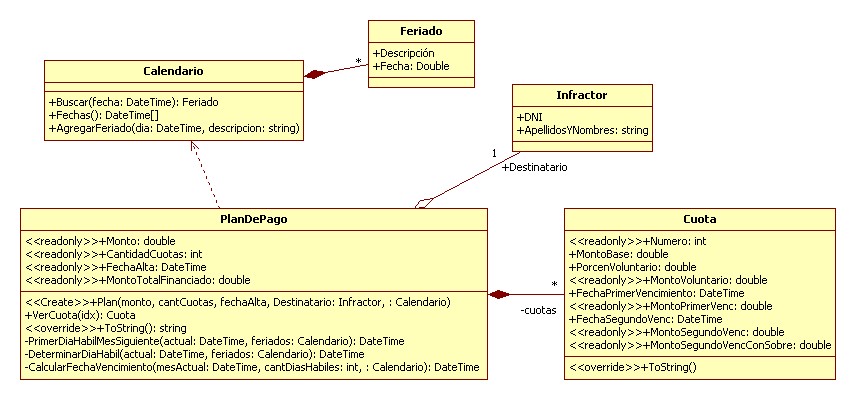 Feriado
+Descripción
+Fecha: Double
*
Calendario
+Buscar(fecha: DateTime): Feriado
+Fechas(): DateTime[]
+AgregarFeriado(dia: DateTime, descripcion: string)
Infractor
+DNI
+ApellidosYNombres: string
1
+Destinatario
PlanDePago
<<readonly>>+Monto: double
<<readonly>>+CantidadCuotas: int
<<readonly>>+FechaAlta: DateTime
<<readonly>>+MontoTotalFinanciado: double
<<Create>>+Plan(monto, cantCuotas, fechaAlta, Destinatario: Infractor, : Calendario)
+VerCuota(idx): Cuota
<<override>>+ToString(): string
-PrimerDiaHabilMesSiguiente(actual: DateTime, feriados: Calendario): DateTime
-DeterminarDiaHabil(actual: DateTime, feriados: Calendario): DateTime
-CalcularFechaVencimiento(mesActual: DateTime, cantDiasHabiles: int, : Calendario): DateTime
*
-cuotas
Cuota
<<readonly>>+Numero: int
+MontoBase: double
+PorcenVoluntario: double
<<readonly>>+MontoVoluntario: double
+FechaPrimerVencimiento: DateTime
<<readonly>>+MontoPrimerVenc: double
+FechaSegundoVenc: DateTime
<<readonly>>+MontoSegundoVenc: double
<<readonly>>+MontoSegundoVencConSobre: double
<<override>>+ToString()